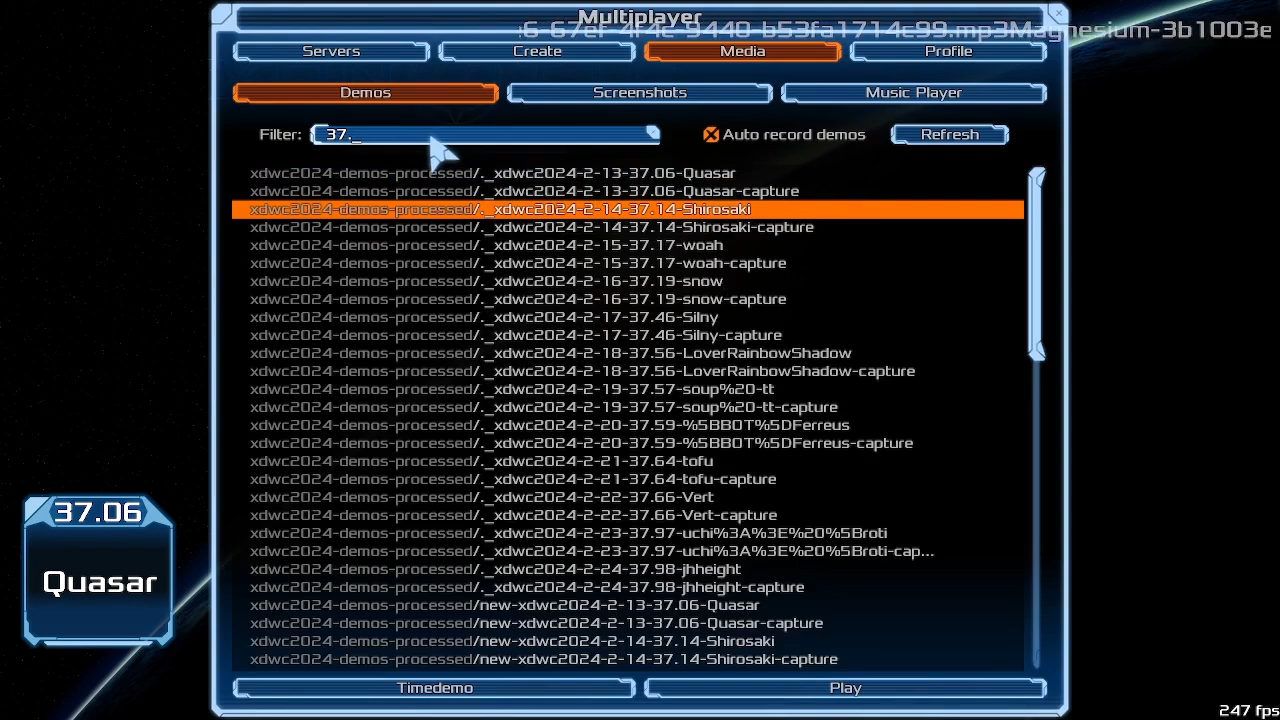 Multiplayer
:6-67ef-4f4c-9440-b53fa1714c99.mp3Magnesium-3b1003e
Servers Create Media Profile
Demos Screenshots Music Player
Filter: 37._ Auto record demos Refresh
xdwc2024-demos-processed/._xdwc2024-2-13-37.06-Quasar
xdwc2024-demos-processed/._xdwc2024-2-13-37.06-Quasar-capture
xdwc2024-demos-processed/._xdwc2024-2-14-37.14-Shirosaki
xdwc2024-demos-processed/._xdwc2024-2-14-37.14-Shirosaki-capture
xdwc2024-demos-processed/._xdwc2024-2-15-37.17-woah
xdwc2024-demos-processed/._xdwc2024-2-15-37.17-woah-capture
xdwc2024-demos-processed/._xdwc2024-2-16-37.19-snow
xdwc2024-demos-processed/._xdwc2024-2-16-37.19-snow-capture
xdwc2024-demos-processed/._xdwc2024-2-17-37.46-Silny
xdwc2024-demos-processed/._xdwc2024-2-17-37.46-Silny-capture
xdwc2024-demos-processed/._xdwc2024-2-18-37.56-LoverRainbowShadow
xdwc2024-demos-processed/._xdwc2024-2-18-37.56-LoverRainbowShadow-capture
xdwc2024-demos-processed/._xdwc2024-2-19-37.57-soup%20-tt
xdwc2024-demos-processed/._xdwc2024-2-19-37.57-soup%20-tt-capture
xdwc2024-demos-processed/._xdwc2024-2-20-37.59-%5BBOT%5DFerreus
xdwc2024-demos-processed/._xdwc2024-2-20-37.59-%5BBOT%5DFerreus-capture
xdwc2024-demos-processed/._xdwc2024-2-21-37.64-tofu
xdwc2024-demos-processed/._xdwc2024-2-21-37.64-tofu-capture
xdwc2024-demos-processed/._xdwc2024-2-22-37.66-Vert
xdwc2024-demos-processed/._xdwc2024-2-22-37.66-Vert-capture
xdwc2024-demos-processed/._xdwc2024-2-23-37.97-uchi%3A%3E%20%5Broti
xdwc2024-demos-processed/._xdwc2024-2-23-37.97-uchi%3A%3E%20%5Broti-cap...
xdwc2024-demos-processed/._xdwc2024-2-24-37.98-jhheight
xdwc2024-demos-processed/._xdwc2024-2-24-37.98-jhheight-capture
xdwc2024-demos-processed/new-xdwc2024-2-13-37.06-Quasar
xdwc2024-demos-processed/new-xdwc2024-2-13-37.06-Quasar-capture
xdwc2024-demos-processed/new-xdwc2024-2-14-37.14-Shirosaki
xdwc2024-demos-processed/new-xdwc2024-2-14-37.14-Shirosaki-capture
37.06
Quasar
Timedemo Play
247 fps